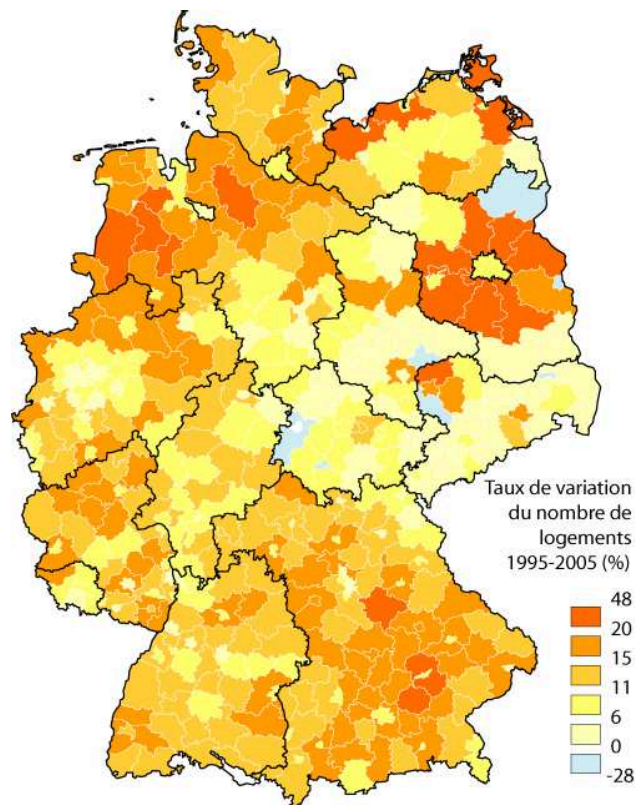 Taux de variation
du nombre de
logements
1995-2005 (%)
48
20
15
11
6
0
-28